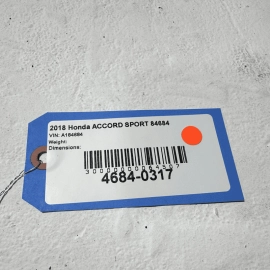 2018 Honda ACCORD SPORT 84684
VIN: A184684
Weight:
Dimensions:
4684-0317